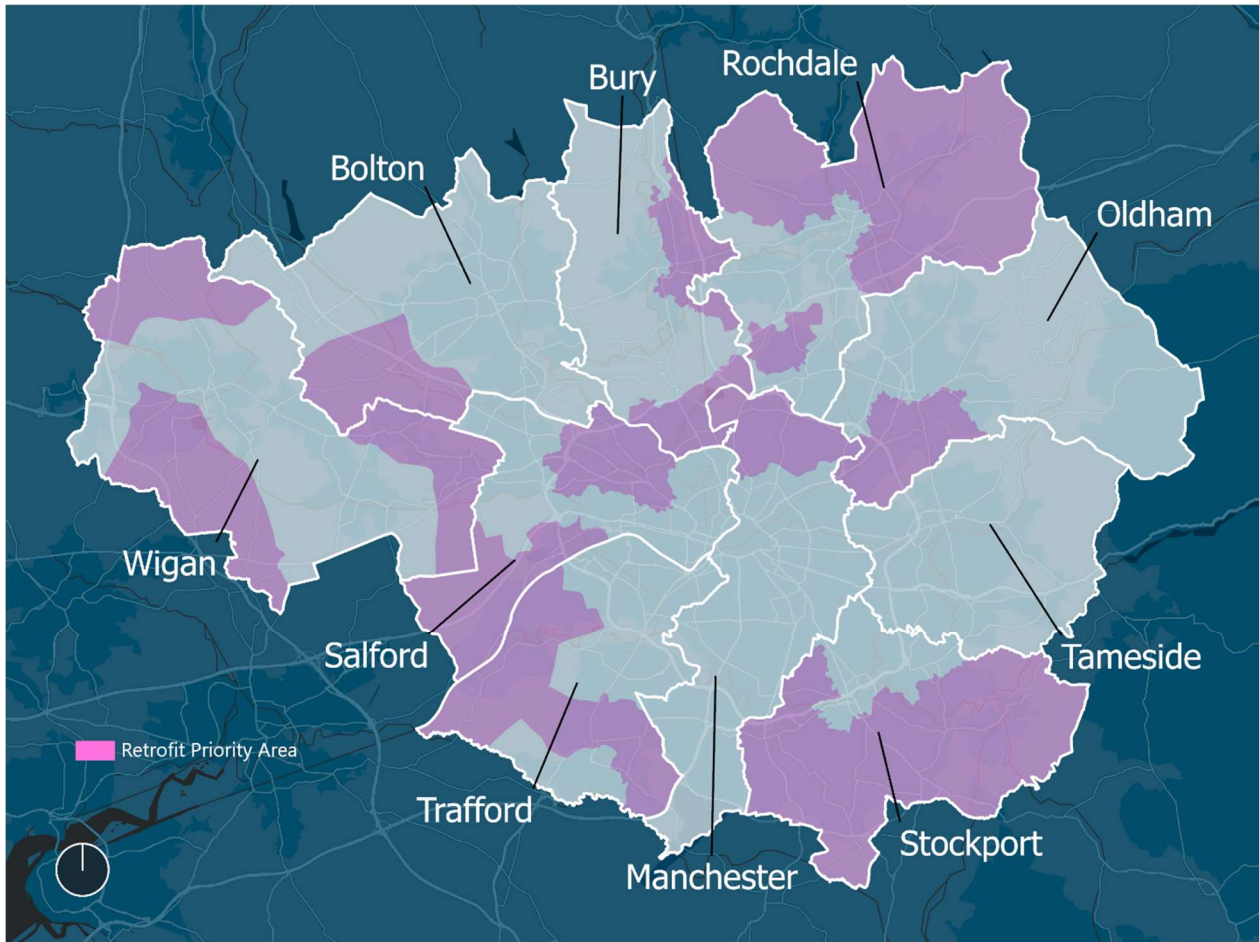 Rochdale
Bury
Bolton
Oldham
Wigan
Salford
Tameside
Retrofit Priority Area
Trafford
Stockport
Manchester